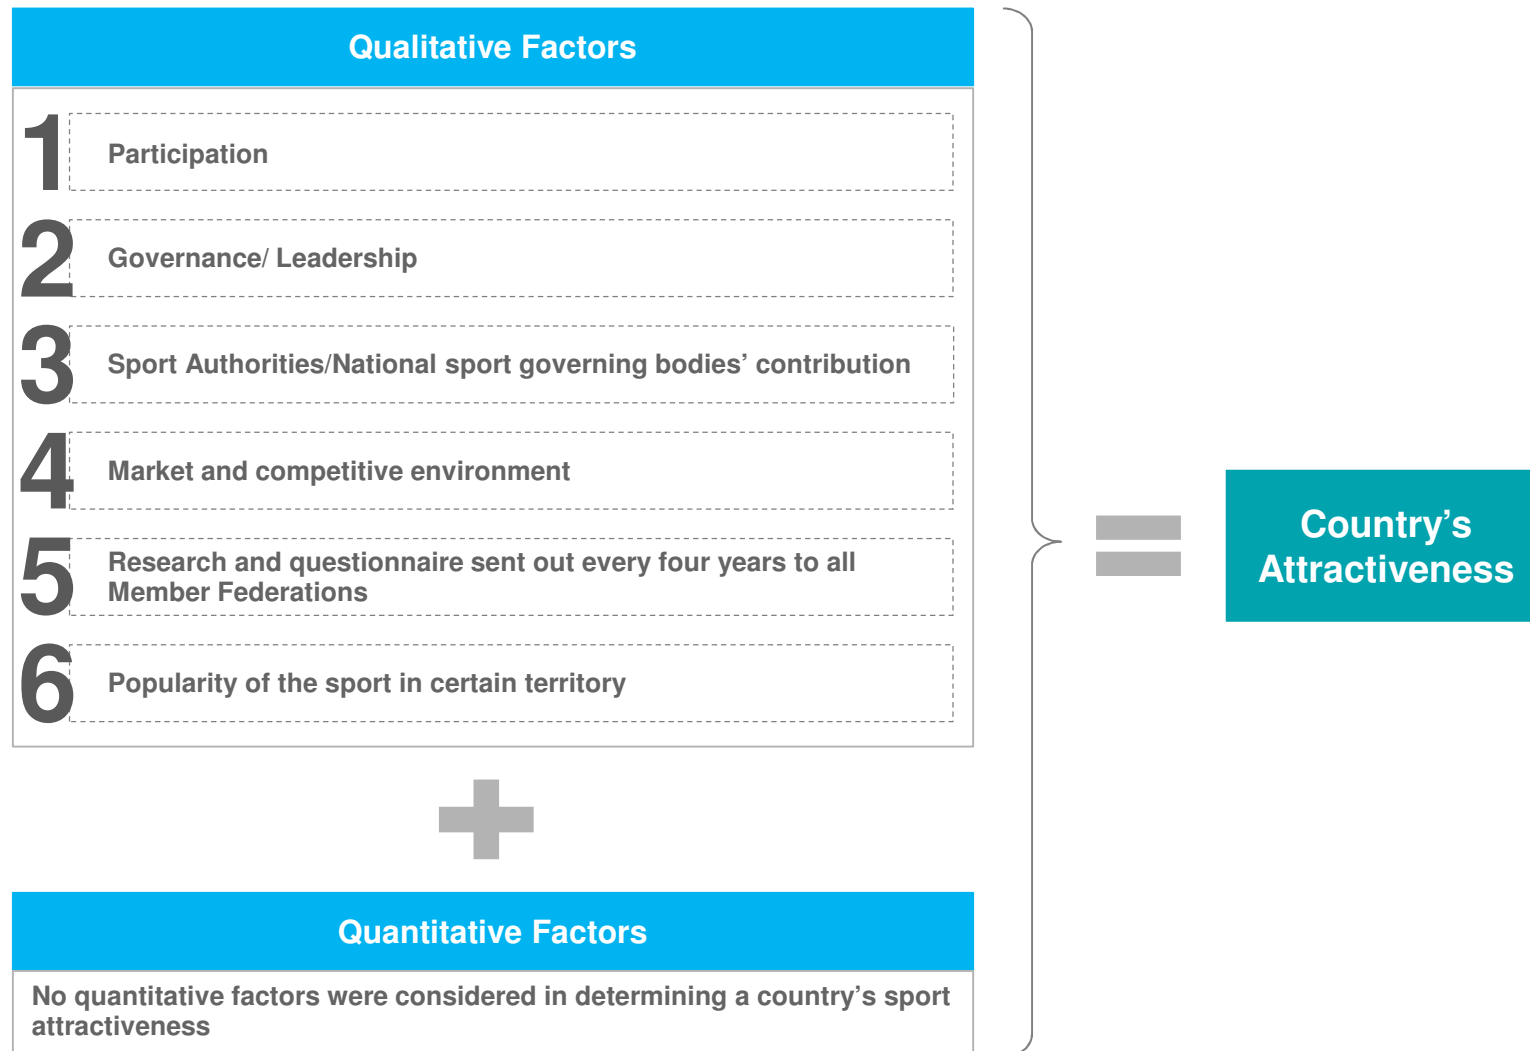 Qualitative Factors
1
Participation
2
Governance/ Leadership
3
Sport Authorities/National sport governing bodies’ contribution
4
Market and competitive environment
5
Research and questionnaire sent out every four years to all
Member Federations
6
Popularity of the sport in certain territory
Quantitative Factors
No quantitative factors were considered in determining a country’s sport
attractiveness
Country’s
Attractiveness